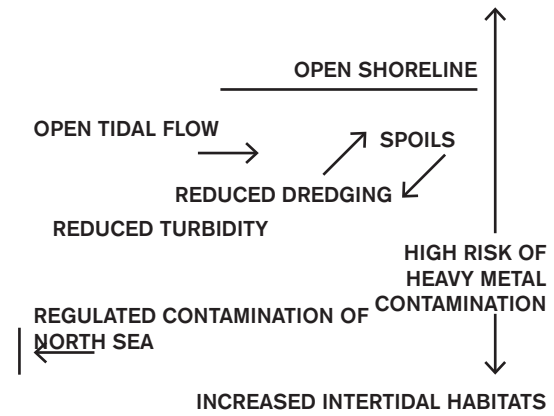 OPEN SHORELINE
OPEN TIDAL FLOW
SPOILS
REDUCED DREDGING
REDUCED TURBIDITY
HIGH RISK OF
HEAVY METAL
CONTAMINATION
REGULATED CONTAMINATION OF
NORTH SEA
INCREASED INTERTIDAL HABITATS